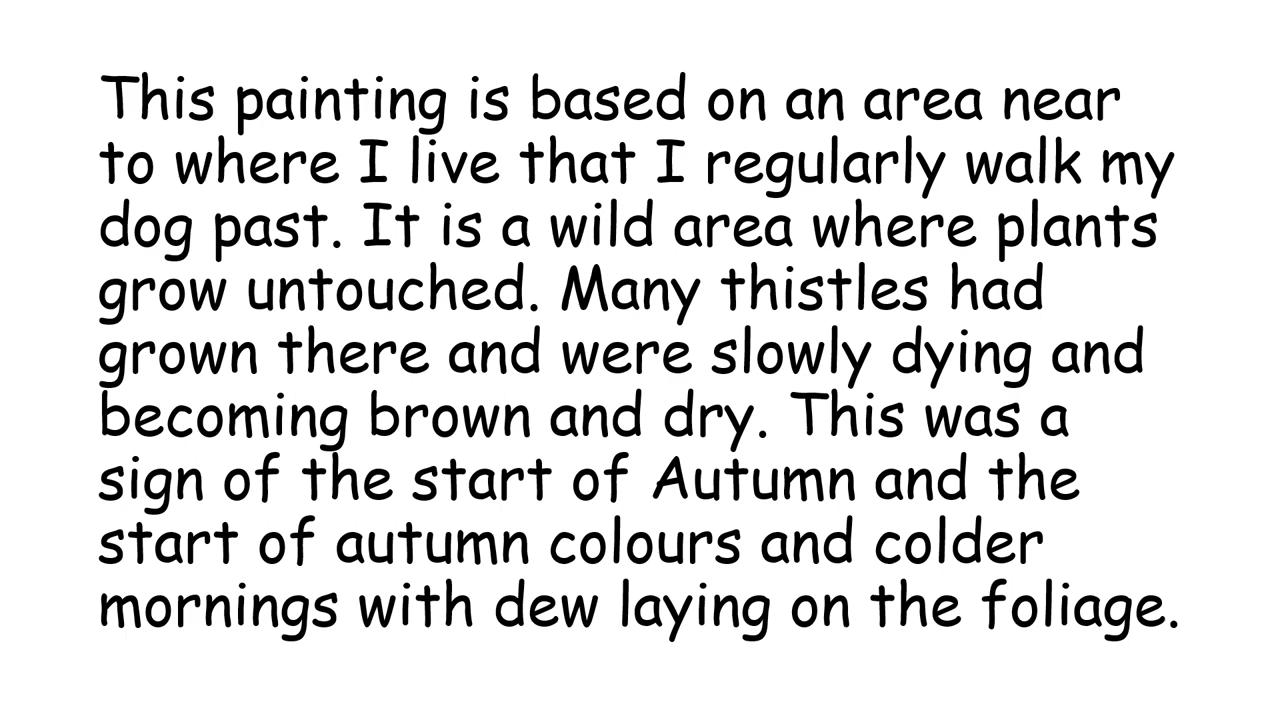 This painting is based on an area near
to where I live that I regularly walk my
dog past. It is a wild area where plants
grow untouched. Many thistles had
grown there and were slowly dying and
becoming brown and dry. This was a
sign of the start of Autumn and the
start of autumn colours and colder
mornings with dew laying on the foliage.